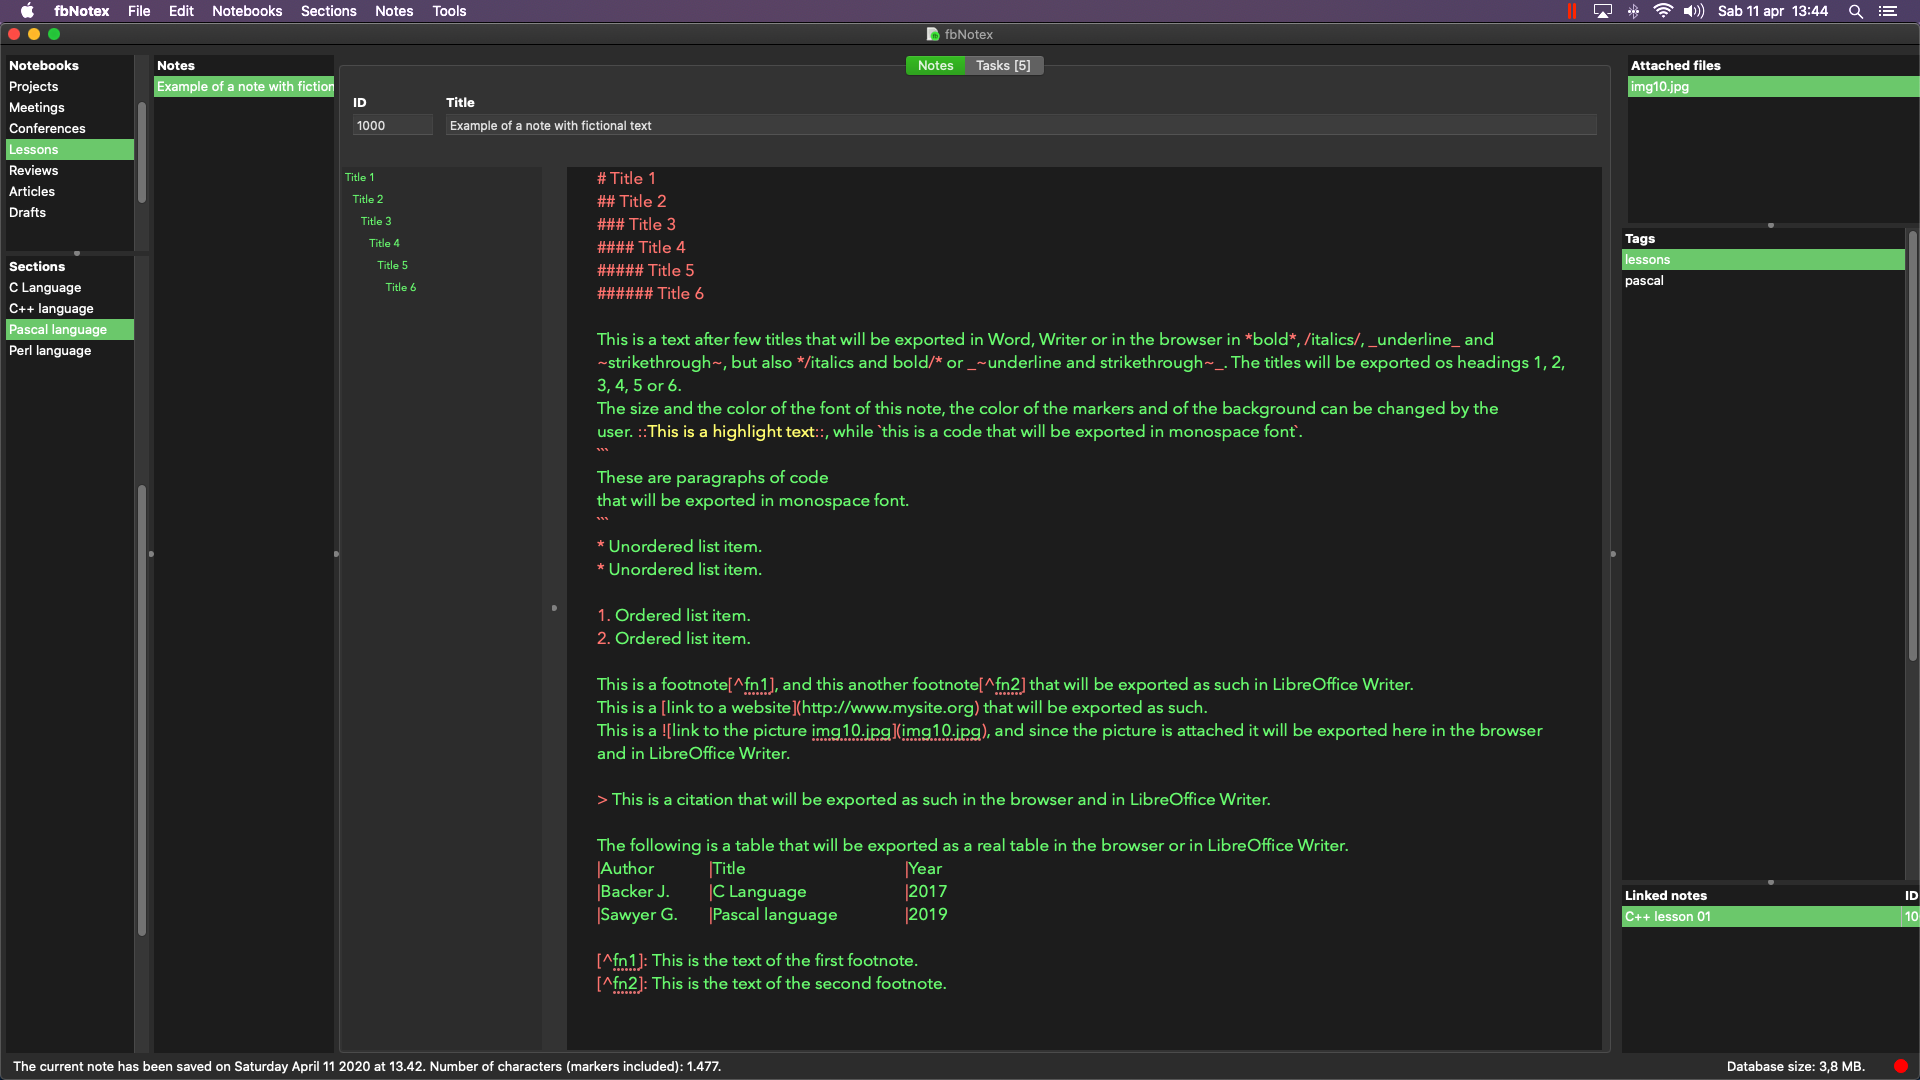 fbNotex File Edit Notebooks Sections Notes Tools Sab 11 apr 13:44
fbNotex
Notebooks
Projects
Meetings
Conferences
Lessons
Reviews
Articles
Drafts
Sections
C Language
C++ language
Pascal language
Perl language
Notes
Example of a note with fiction
Notes Tasks [5]
ID Title
1000 Example of a note with fictional text
Title 1
Title 2
Title 3
Title 4
Title 5
Title 6
# Title 1
## Title 2
### Title 3
#### Title 4
##### Title 5
###### Title 6
This is a text after few titles that will be exported in Word, Writer or in the browser in *bold*, /italics/, _underline_ and
~strikethrough~, but also */italics and bold/* or _~underline and strikethrough~_. The titles will be exported os headings 1, 2,
3, 4, 5 or 6.
The size and the color of the font of this note, the color of the markers and of the background can be changed by the
user. ::This is a highlight text::, while `this is a code that will be exported in monospace font`.
```
These are paragraphs of code
that will be exported in monospace font.
```
* Unordered list item.
* Unordered list item.
1. Ordered list item.
2. Ordered list item.
This is a footnote[^fn1], and this another footnote[^fn2] that will be exported as such in LibreOffice Writer.
This is a [link to a website](http://www.mysite.org) that will be exported as such.
This is a ![link to the picture img10.jpg](img10.jpg), and since the picture is attached it will be exported here in the browser
and in LibreOffice Writer.
> This is a citation that will be exported as such in the browser and in LibreOffice Writer.
The following is a table that will be exported as a real table in the browser or in LibreOffice Writer.
|Author |Title |Year
|Backer J. |C Language |2017
|Sawyer G. |Pascal language |2019
[^fn1]: This is the text of the first footnote.
[^fn2]: This is the text of the second footnote.
Attached files
img10.jpg
Tags
lessons
pascal
Linked notes ID
C++ lesson 01 10
The current note has been saved on Saturday April 11 2020 at 13.42. Number of characters (markers included): 1.477. Database size: 3,8 MB.